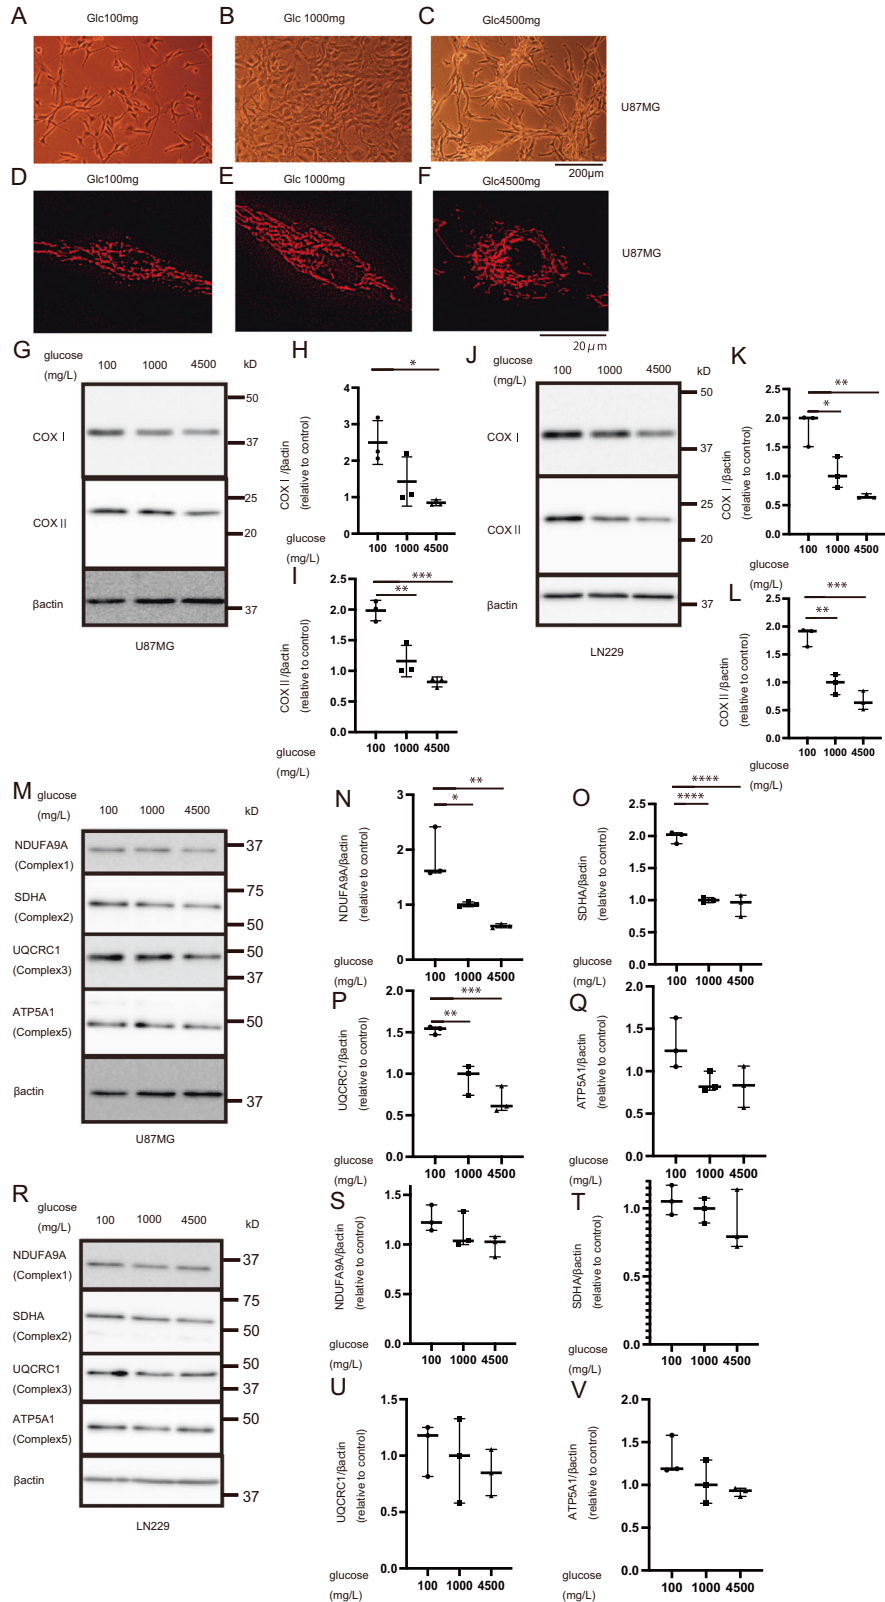 A Glc100mg B Glc 1000mg C Glc4500mg
U87MG
200μm
D Glc100mg E Glc 1000mg F Glc4500mg
U87MG
20μm
G glucose (mg/L) 100 1000 4500 kD
50
COX Ⅰ
37
25
COX Ⅱ
20
βactin
37
U87MG
H
*
COX Ⅰ/βactin
(relative to control)
4
3
2
1
0
glucose
(mg/L)
100 1000 4500
I
***
**
COX Ⅱ/βactin
(relative to control)
2.5
2.0
1.5
1.0
0.5
0.0
glucose
(mg/L)
100 1000 4500
J glucose (mg/L) 100 1000 4500 kD
50
COX Ⅰ
37
25
COX Ⅱ
20
βactin
37
LN229
K
**
*
COX Ⅰ/βactin
(relative to control)
2.5
2.0
1.5
1.0
0.5
0.0
100 1000 4500
glucose
(mg/L)
L
***
**
COX Ⅱ/βactin
(relative to control)
2.5
2.0
1.5
1.0
0.5
0.0
100 1000 4500
glucose
(mg/L)
M glucose
(mg/L) 100 1000 4500 kD
NDUFA9A
(Complex1)
37
SDHA
(Complex2)
75
50
UQCRC1
(Complex3)
50
37
ATP5A1
(Complex5)
50
βactin
37
U87MG
N
**
*
NDUFA9A/βactin
(relative to control)
3
2
1
0
glucose
(mg/L)
100 1000 4500
O
****
****
SDHA/βactin
(relative to control)
2.5
2.0
1.5
1.0
0.5
0.0
glucose
(mg/L)
100 1000 4500
P
***
**
UQCRC1/βactin
(relative to control)
2.0
1.5
1.0
0.5
0.0
glucose
(mg/L)
100 1000 4500
Q
ATP5A1/βactin
(relative to control)
2.0
1.5
1.0
0.5
0.0
glucose
(mg/L)
100 1000 4500
R glucose
(mg/L) 100 1000 4500 kD
NDUFA9A
(Complex1)
37
SDHA
(Complex2)
75
50
UQCRC1
(Complex3)
50
37
ATP5A1
(Complex5)
50
βactin
37
LN229
S
NDUFA9A/βactin
(relative to control)
1.5
1.0
0.5
0.0
glucose
(mg/L)
100 1000 4500
T
SDHA/βactin
(relative to control)
1.0
0.5
0.0
glucose
(mg/L)
100 1000 4500
U
UQCRC1/βactin
(relative to control)
1.5
1.0
0.5
0.0
glucose
(mg/L)
100 1000 4500
V
ATP5A1/βactin
(relative to control)
2.0
1.5
1.0
0.5
0.0
glucose
(mg/L)
100 1000 4500